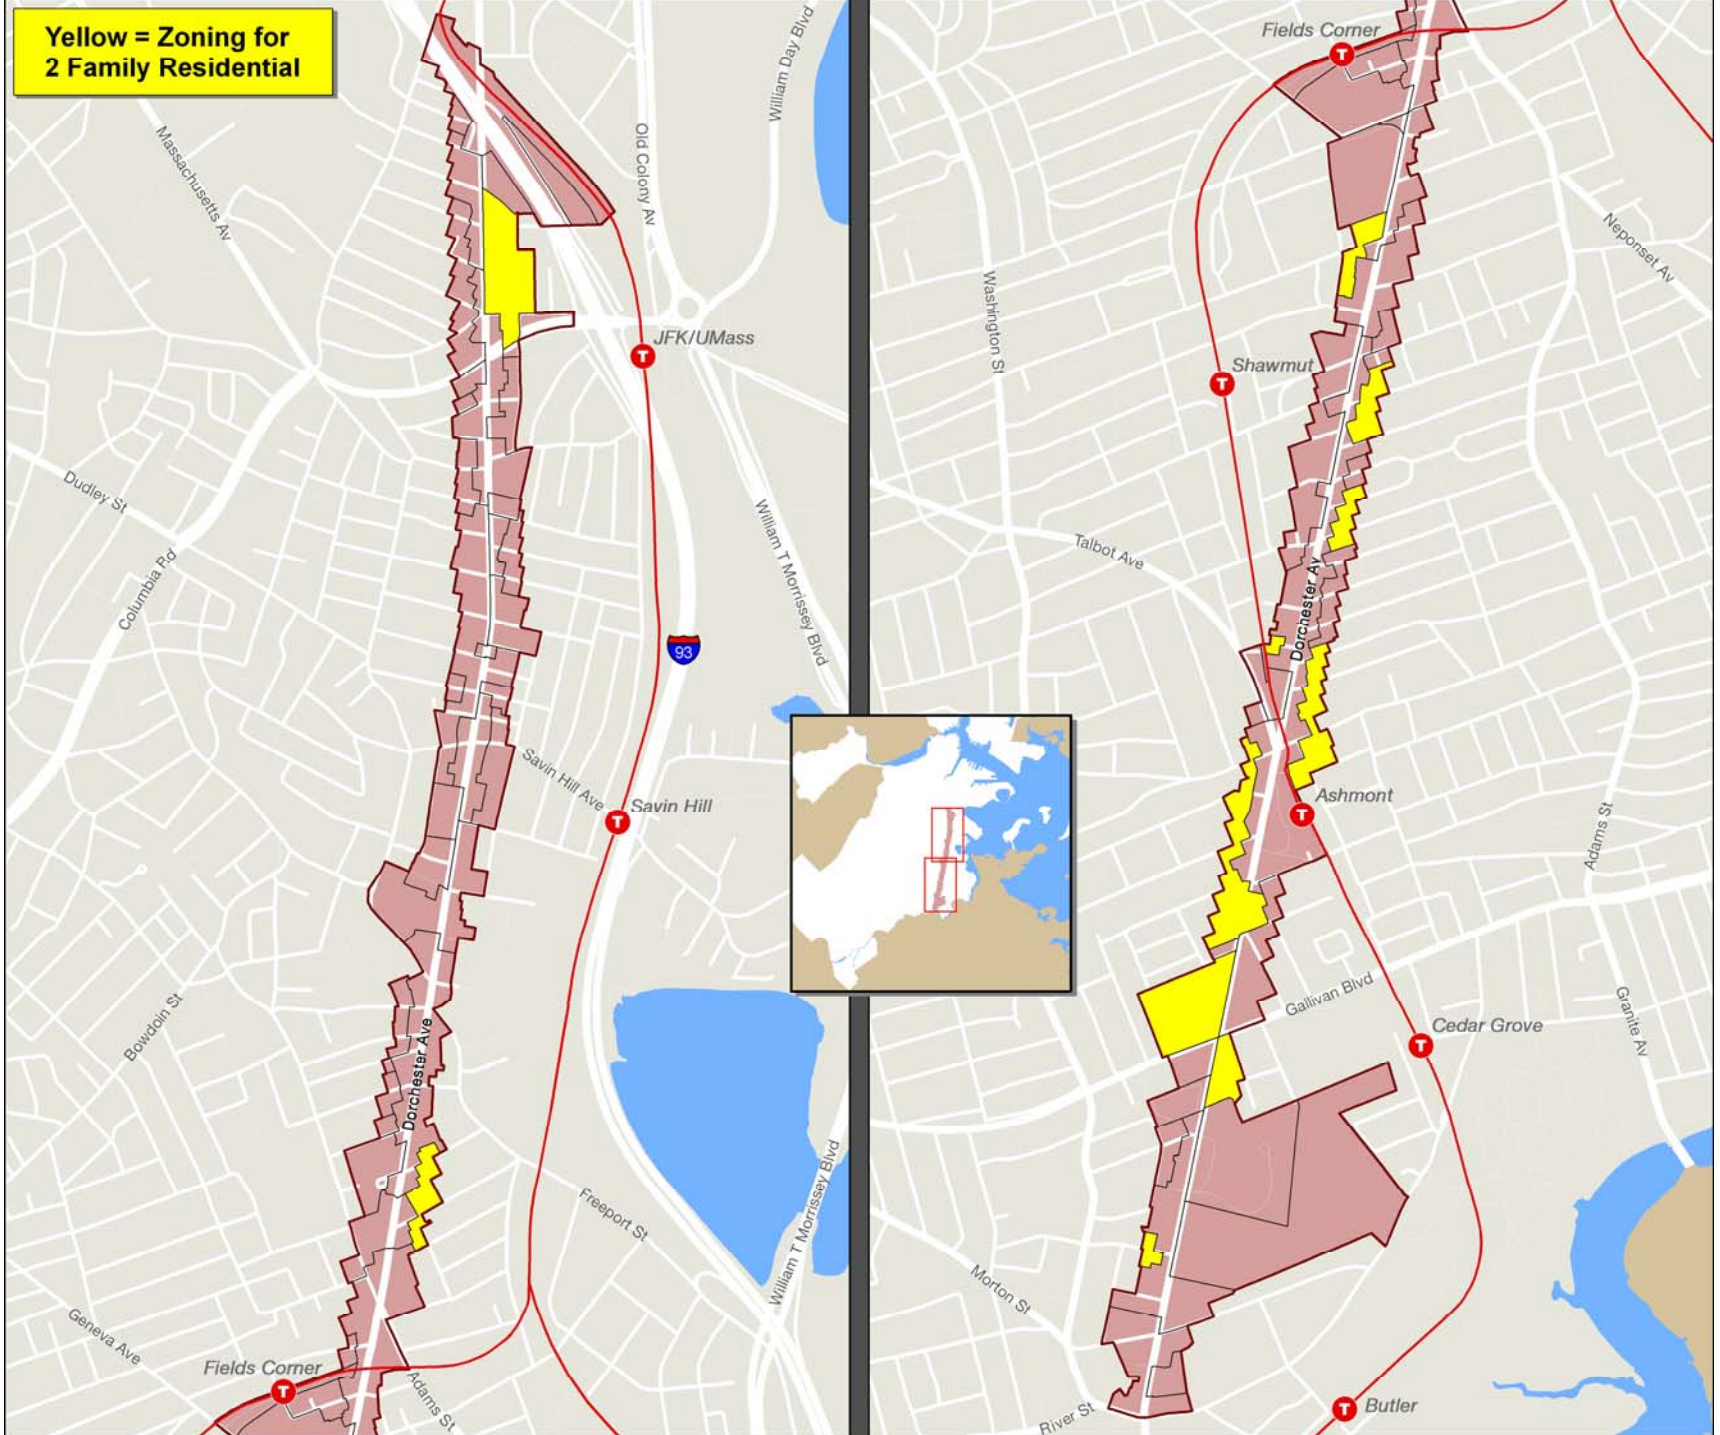 Yellow = Zoning for
2 Family Residential
Massachusetts Av
Old Colony Av
William Day Blvd
T
JFK/UMass
Dudley St
Columbia Rd
William T Morrissey Blvd
93
Savin Hill Ave
T
Savin Hill
Bowdoin St
Dorchester Ave
Freeport St
William T Morrissey Blvd
Geneva Ave
Fields Corner
T
Adams St
Fields Corner
T
Neponset Av
Washington St
Shawmut
T
Talbot Ave
Dorchester Av
Ashmont
T
Adams St
Gallivan Blvd
Granite Av
Cedar Grove
T
Morton St
River St
T
Butler